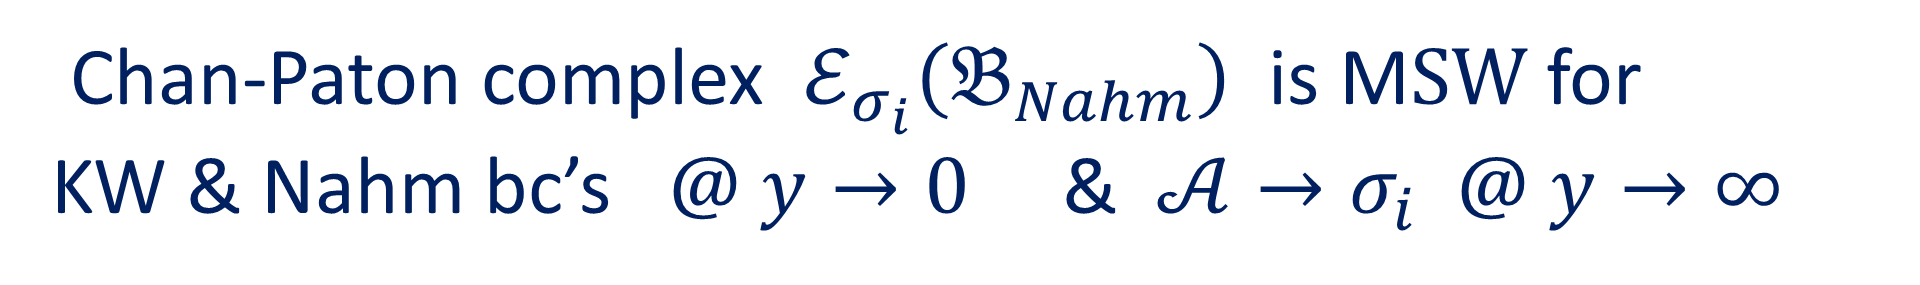 Chan-Paton complex ℰ_{σ_i}(𝔅_{Nahm}) is MSW for
KW & Nahm bc’s @ y → 0 & 𝒜 → σ_i @ y → ∞